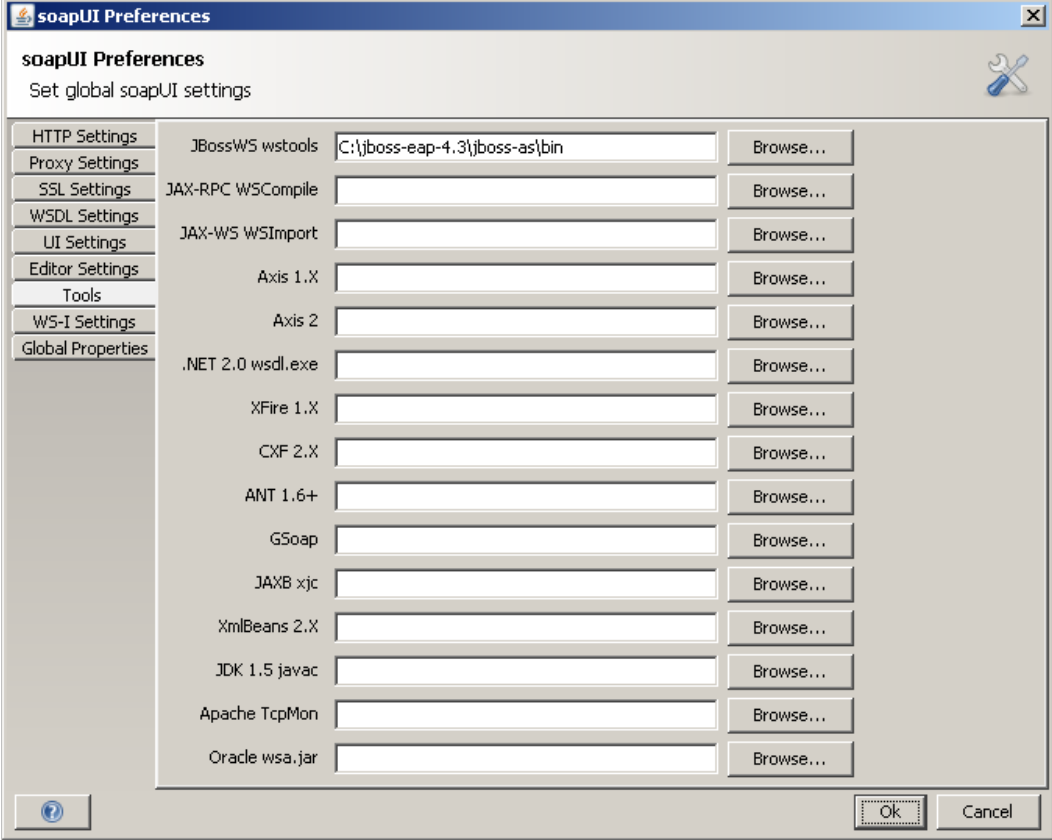 soapUI Preferences
soapUI Preferences
Set global soapUI settings
HTTP Settings
Proxy Settings
SSL Settings
WSDL Settings
UI Settings
Editor Settings
Tools
WS-I Settings
Global Properties
JBossWS wstools C:\jboss-eap-4.3\jboss-as\bin Browse...
JAX-RPC WSCompile Browse...
JAX-WS WSImport Browse...
Axis 1.X Browse...
Axis 2 Browse...
.NET 2.0 wsdl.exe Browse...
XFire 1.X Browse...
CXF 2.X Browse...
ANT 1.6+ Browse...
GSoap Browse...
JAXB xjc Browse...
XmlBeans 2.X Browse...
JDK 1.5 javac Browse...
Apache TcpMon Browse...
Oracle wsa.jar Browse...
? Ok Cancel